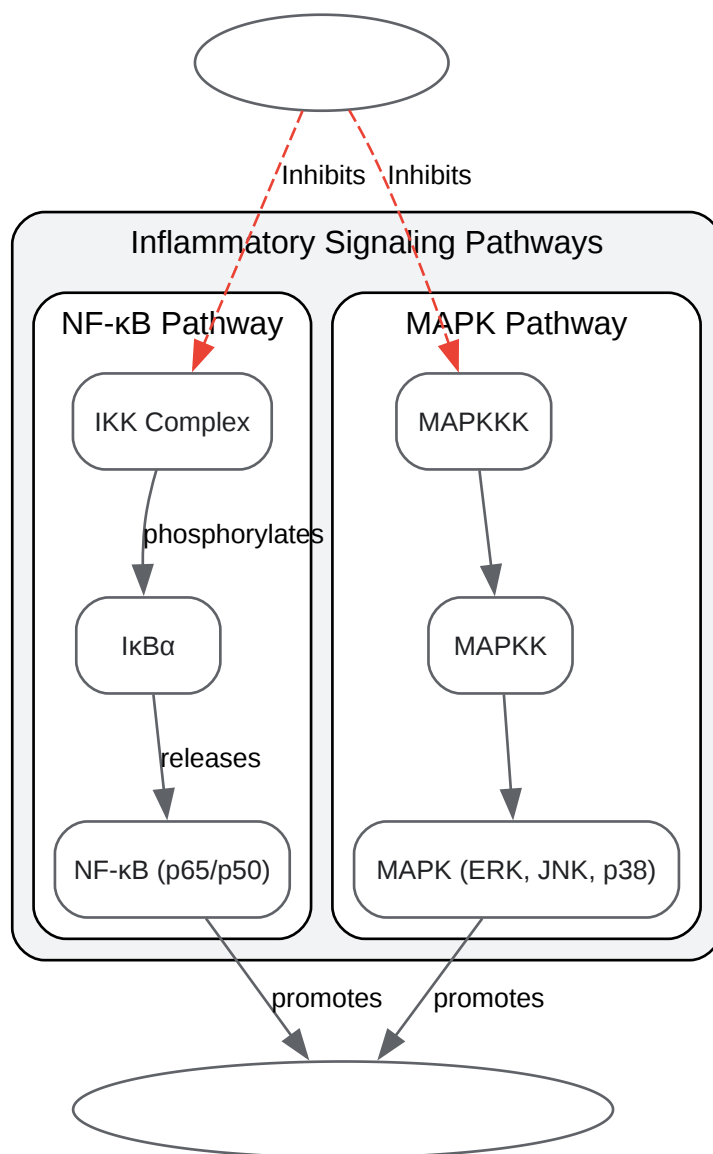 Inhibits Inhibits
Inflammatory Signaling Pathways
NF-κB Pathway
MAPK Pathway
IKK Complex
MAPKKK
phosphorylates
IκBα
MAPKK
releases
NF-κB (p65/p50)
MAPK (ERK, JNK, p38)
promotes
promotes